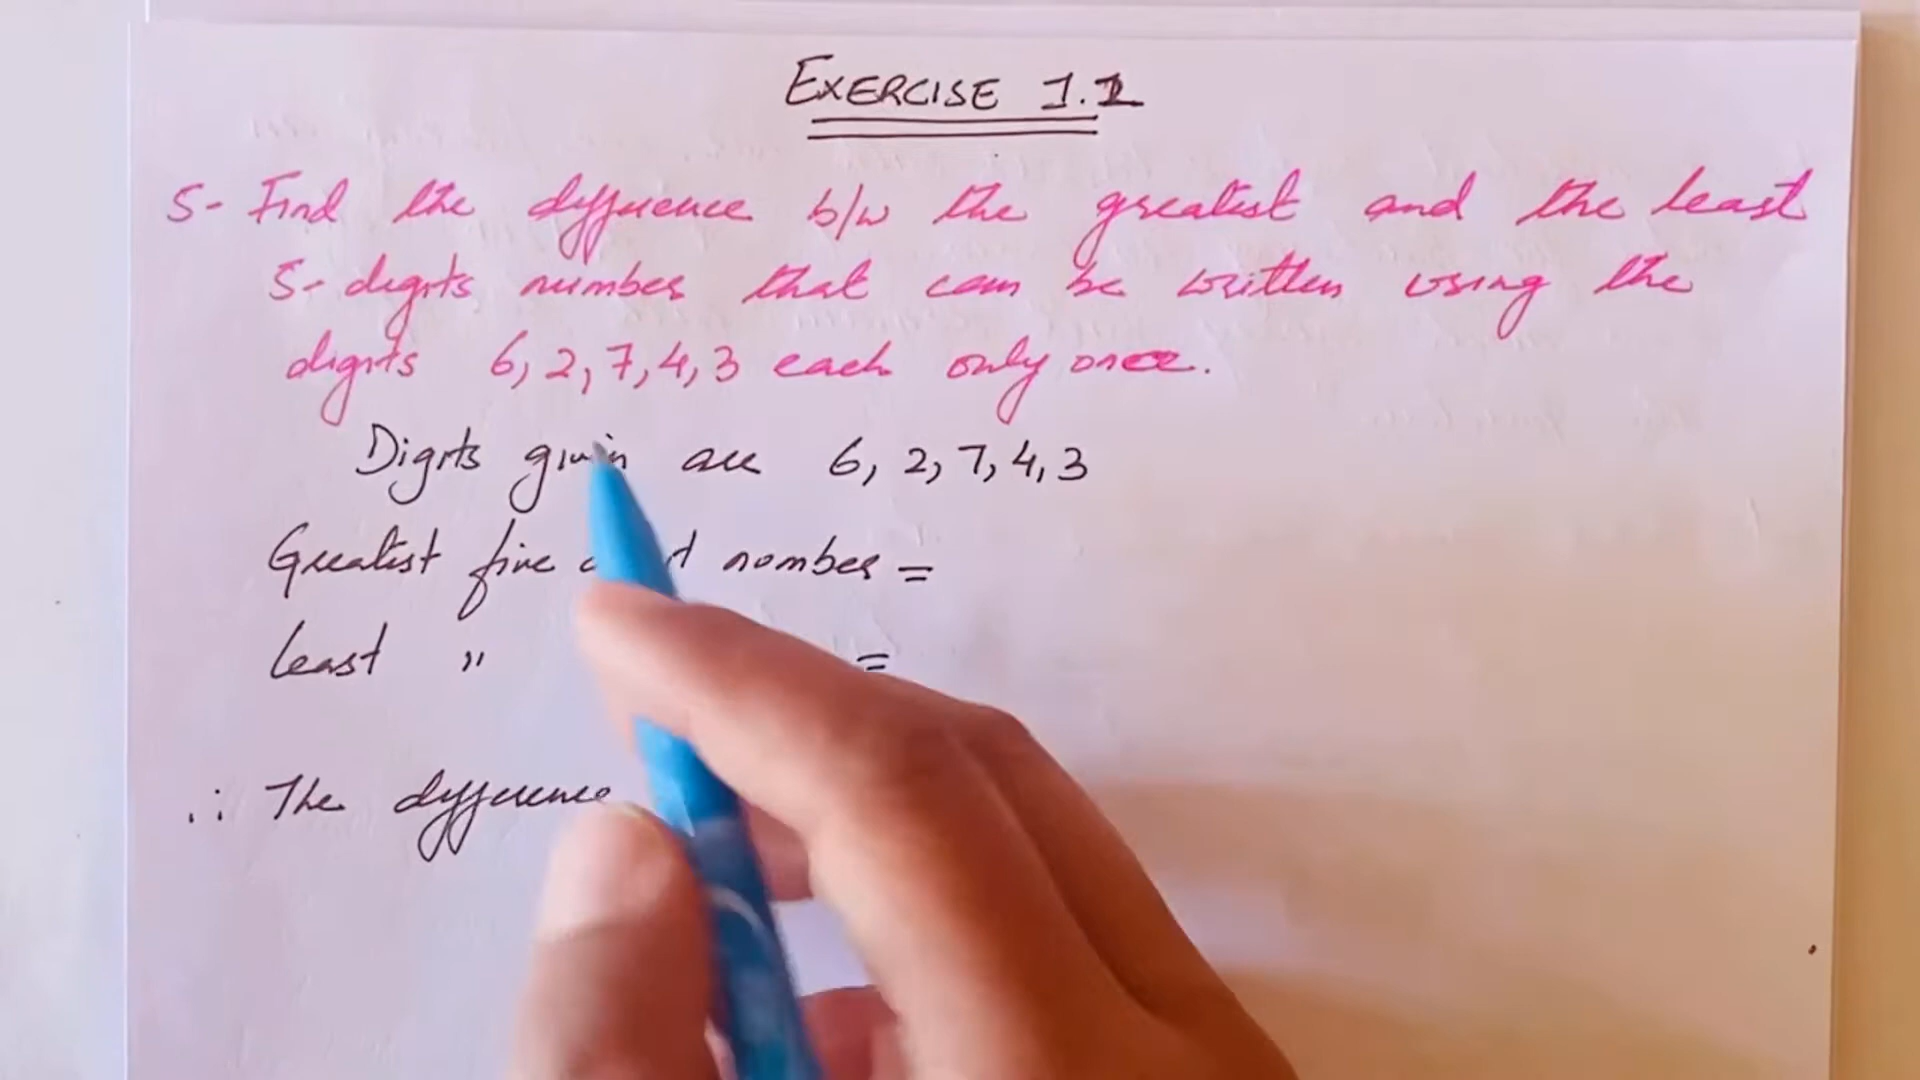 EXERCISE 1.1
5- Find the difference b/w the greatest and the least
5-digits number that can be written using the
digits 6, 2, 7, 4, 3 each only once.
Digits given are 6, 2, 7, 4, 3
Greatest five number =
Least " =
∴ The difference